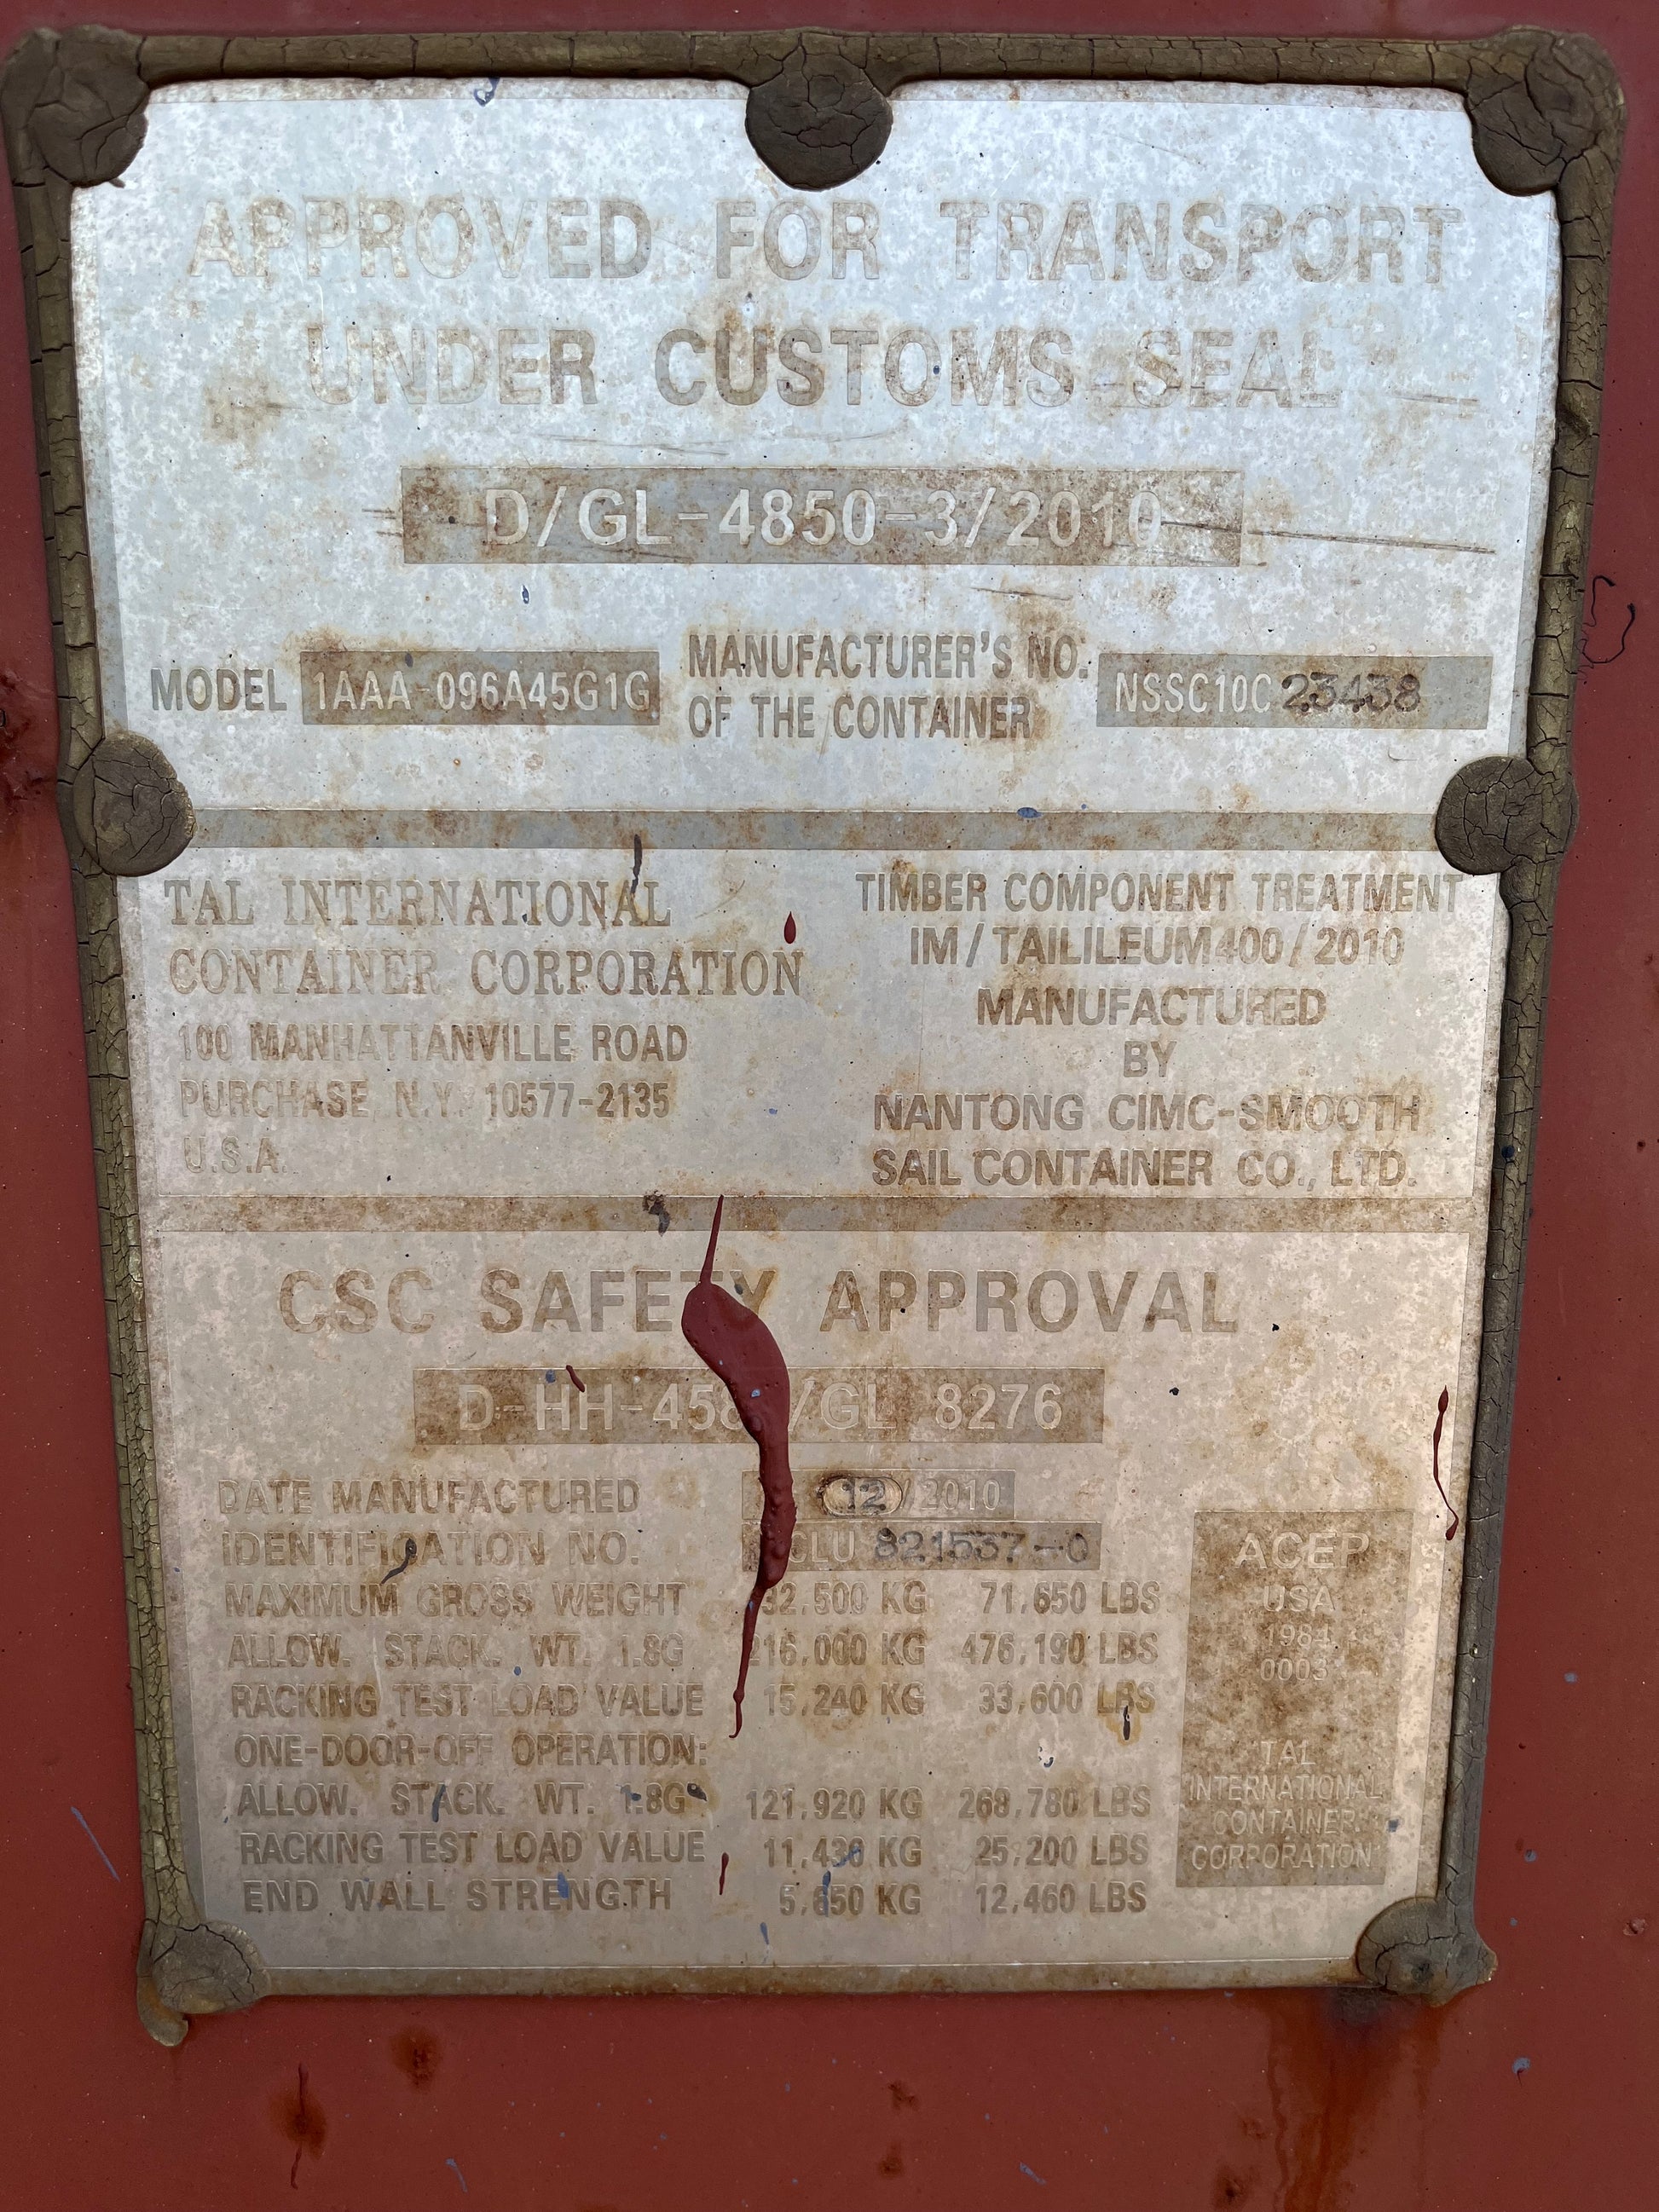 APPROVED FOR TRANSPORT
UNDER CUSTOMS SEAL
D/GL-4850-3/2010
MODEL 1AAA-096A45G1G
MANUFACTURER'S NO.
OF THE CONTAINER
NSSC10C 23438
TAL INTERNATIONAL
CONTAINER CORPORATION
100 MANHATTANVILLE ROAD
PURCHASE N.Y. 10577-2135
U.S.A.
TIMBER COMPONENT TREATMENT
IM / TAILILEUM400 / 2010
MANUFACTURED
BY
NANTONG CIMC-SMOOTH
SAIL CONTAINER CO., LTD.
CSC SAFETY APPROVAL
/GL 8276
DATE MANUFACTURED 12/2010
IDENTIFICATION NO. 821537-0
MAXIMUM GROSS WEIGHT 32,500 KG 71,650 LBS
ALLOW. STACK. WT. 1.8G 216,000 KG 476,190 LBS
RACKING TEST LOAD VALUE 15,240 KG 33,600 LBS
ONE-DOOR-OFF OPERATION:
ALLOW. STACK. WT. 1.8G 121,920 KG 268,780 LBS
RACKING TEST LOAD VALUE 11,430 KG 25,200 LBS
END WALL STRENGTH 5,650 KG 12,460 LBS
ACEP
USA
1984
0003
TAL
INTERNATIONAL
CONTAINER
CORPORATION